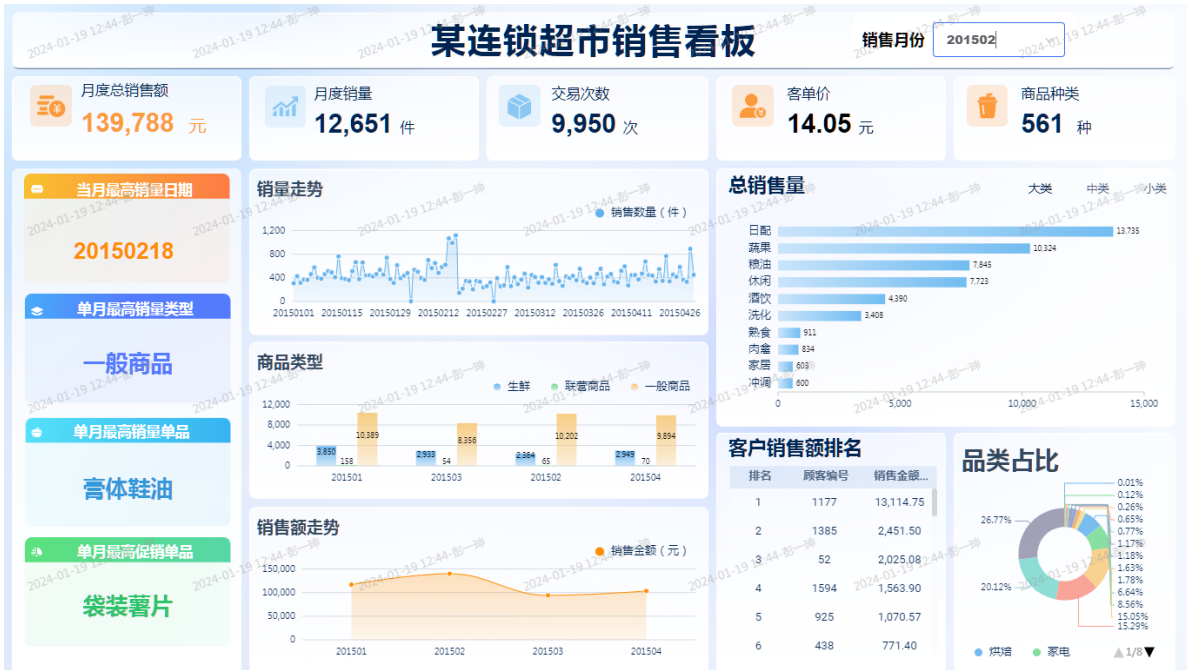 某连锁超市销售看板
销售月份 201502
月度总销售额
139,788 元
月度销量
12,651 件
交易次数
9,950 次
客单价
14.05 元
商品种类
561 种
当月最高销量日期
20150218
单月最高销量类型
一般商品
单月最高销量单品
膏体鞋油
单月最高促销单品
袋装薯片
销量走势
销售数量（件）
1,200
800
400
0
20150101 20150115 20150129 20150212 20150227 20150312 20150326 20150411 20150426
商品类型
生鲜 联营商品 一般商品
12,000
8,000
4,000
0
3,850 158 10,389
2,933 54 8,356
2,384 65 10,202
2,949 70 9,894
201501 201503 201502 201504
销售额走势
销售金额（元）
150,000
100,000
50,000
0
201501 201502 201503 201504
总销售量
大类 中类 小类
日配 13,735
蔬果 10,324
粮油 7,845
休闲 7,723
酒饮 4,390
洗化 3,408
熟食 911
肉禽 834
家居 603
冲调 600
0 5,000 10,000 15,000
客户销售额排名
排名 顾客编号 销售金额...
1 1177 13,114.75
2 1385 2,451.50
3 52 2,025.08
4 1594 1,563.90
5 925 1,070.57
6 438 771.40
品类占比
0.01%
0.12%
0.26%
0.65%
0.77%
1.17%
1.18%
1.63%
1.78%
6.64%
8.56%
15.05%
15.29%
26.77%
20.12%
烘焙 家电
1/8
2024-01-19 12:44-彭一珅